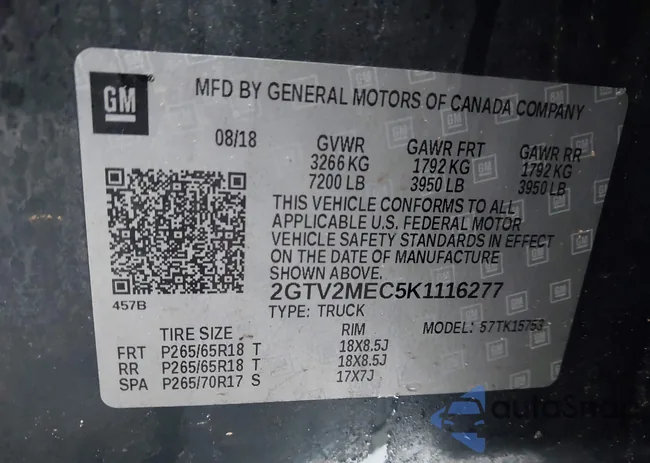 GM
MFD BY GENERAL MOTORS OF CANADA COMPANY
08/18 GVWR GAWR FRT GAWR RR
3266 KG 1792 KG 1792 KG
7200 LB 3950 LB 3950 LB
THIS VEHICLE CONFORMS TO ALL
APPLICABLE U.S. FEDERAL MOTOR
VEHICLE SAFETY STANDARDS IN EFFECT
ON THE DATE OF MANUFACTURE
SHOWN ABOVE.
457B
2GTV2MEC5K1116277
TYPE: TRUCK MODEL: 57TK15753
TIRE SIZE RIM
FRT P265/65R18 T 18X8.5J
RR P265/65R18 T 18X8.5J
SPA P265/70R17 S 17X7J